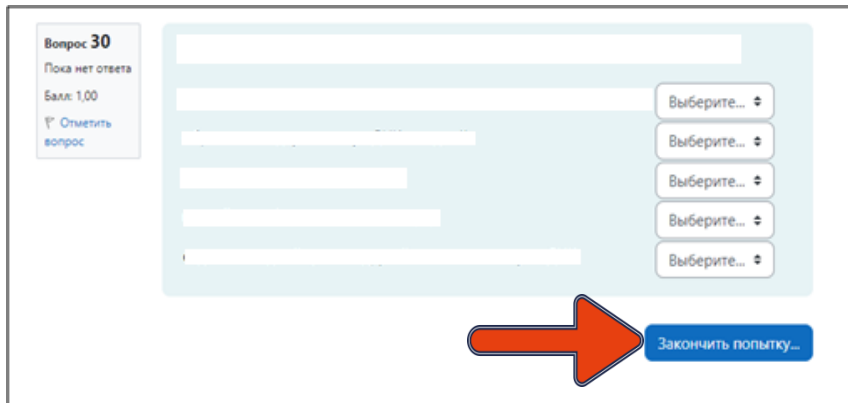 Вопрос 30
Пока нет ответа
Балл: 1,00
Отметить
вопрос
Выберите...
Выберите...
Выберите...
Выберите...
Выберите...
Закончить попытку...